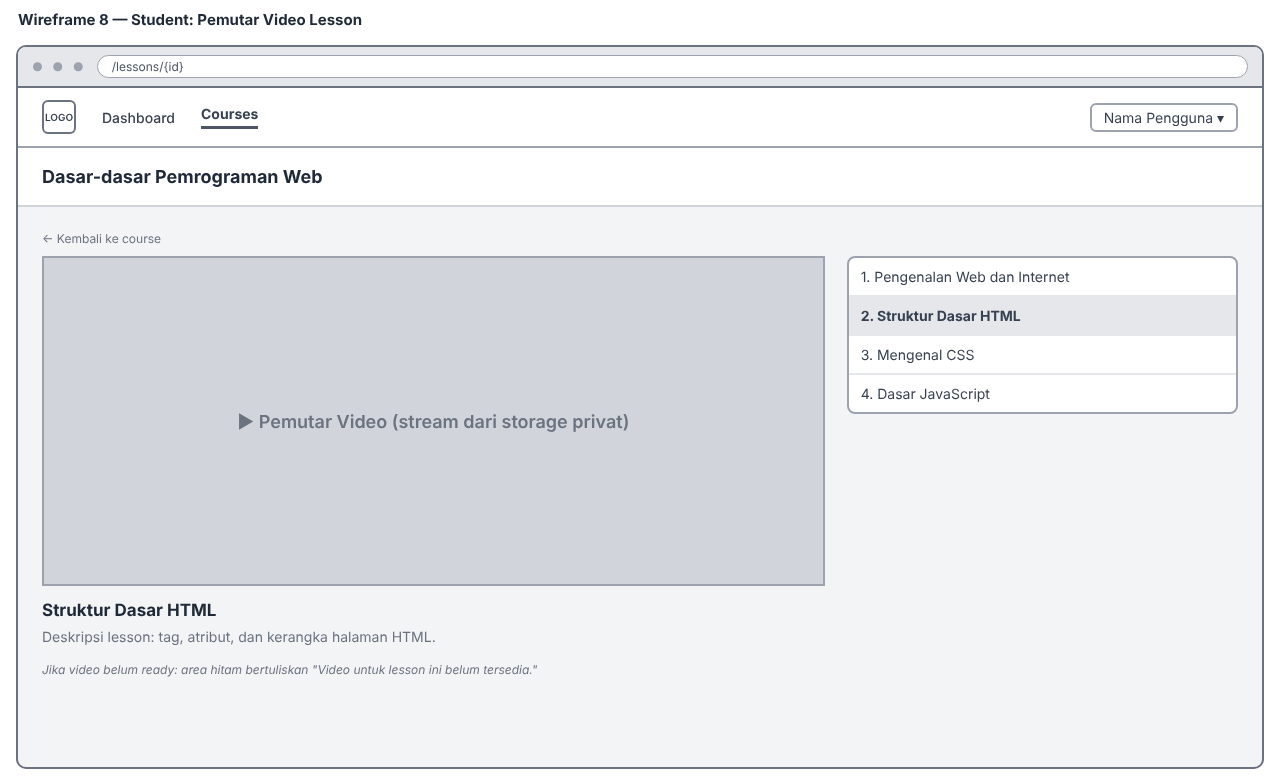 Wireframe 8 — Student: Pemutar Video Lesson
/lessons/{id}
LOGO Dashboard Courses Nama Pengguna ▾
Dasar-dasar Pemrograman Web
← Kembali ke course
▶ Pemutar Video (stream dari storage privat)
1. Pengenalan Web dan Internet
2. Struktur Dasar HTML
3. Mengenal CSS
4. Dasar JavaScript
Struktur Dasar HTML
Deskripsi lesson: tag, atribut, dan kerangka halaman HTML.
Jika video belum ready: area hitam bertuliskan "Video untuk lesson ini belum tersedia."